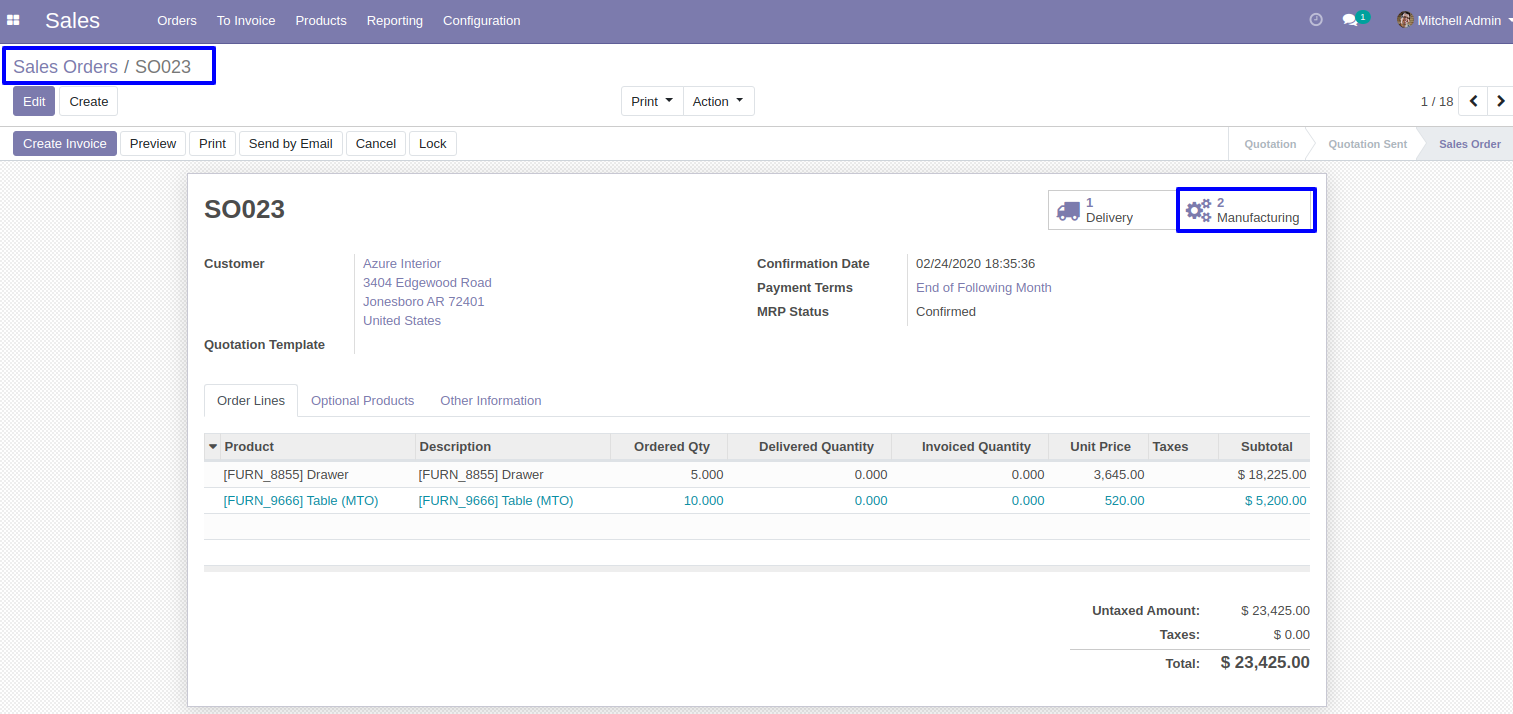 Sales Orders To Invoice Products Reporting Configuration 1 Mitchell Admin
Sales Orders / SO023
Edit Create Print Action 1 / 18
Create Invoice Preview Print Send by Email Cancel Lock Quotation Quotation Sent Sales Order
SO023
1 Delivery
2 Manufacturing
Customer Azure Interior
3404 Edgewood Road
Jonesboro AR 72401
United States
Quotation Template
Confirmation Date 02/24/2020 18:35:36
Payment Terms End of Following Month
MRP Status Confirmed
Order Lines Optional Products Other Information
Product Description Ordered Qty Delivered Quantity Invoiced Quantity Unit Price Taxes Subtotal
[FURN_8855] Drawer [FURN_8855] Drawer 5.000 0.000 0.000 3,645.00 $ 18,225.00
[FURN_9666] Table (MTO) [FURN_9666] Table (MTO) 10.000 0.000 0.000 520.00 $ 5,200.00
Untaxed Amount: $ 23,425.00
Taxes: $ 0.00
Total: $ 23,425.00